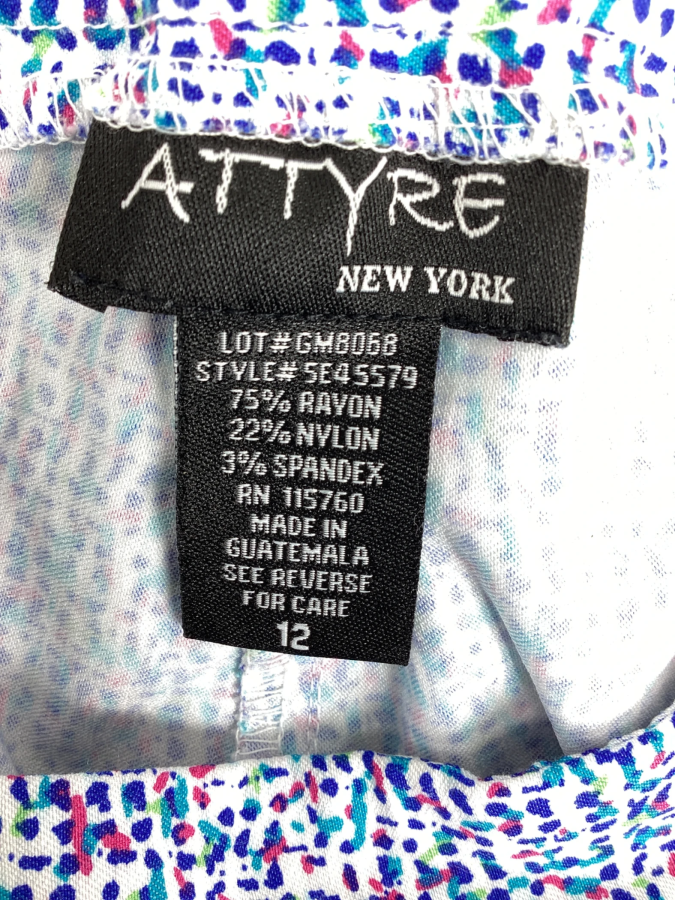 ATTYRE
NEW YORK
LOT# GM8068
STYLE# 5E45579
75% RAYON
22% NYLON
3% SPANDEX
RN 115760
MADE IN
GUATEMALA
SEE REVERSE
FOR CARE
12